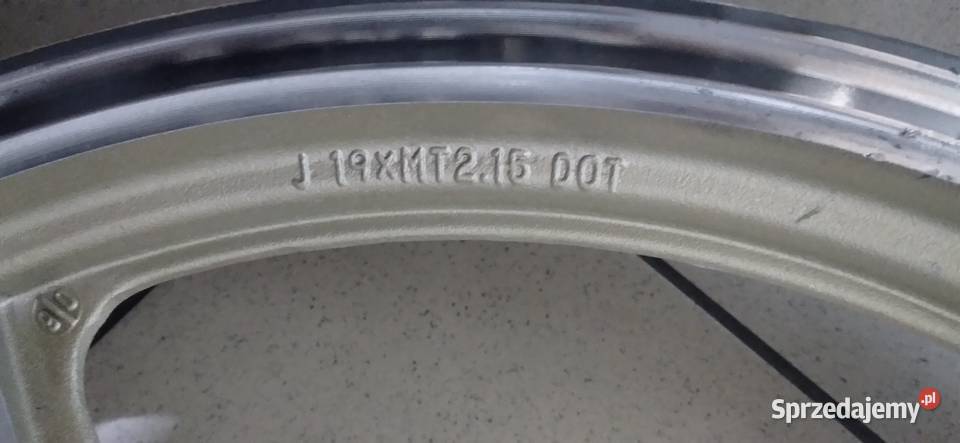 J 19xMT2.15 DOT
Sprzedajemy.pl